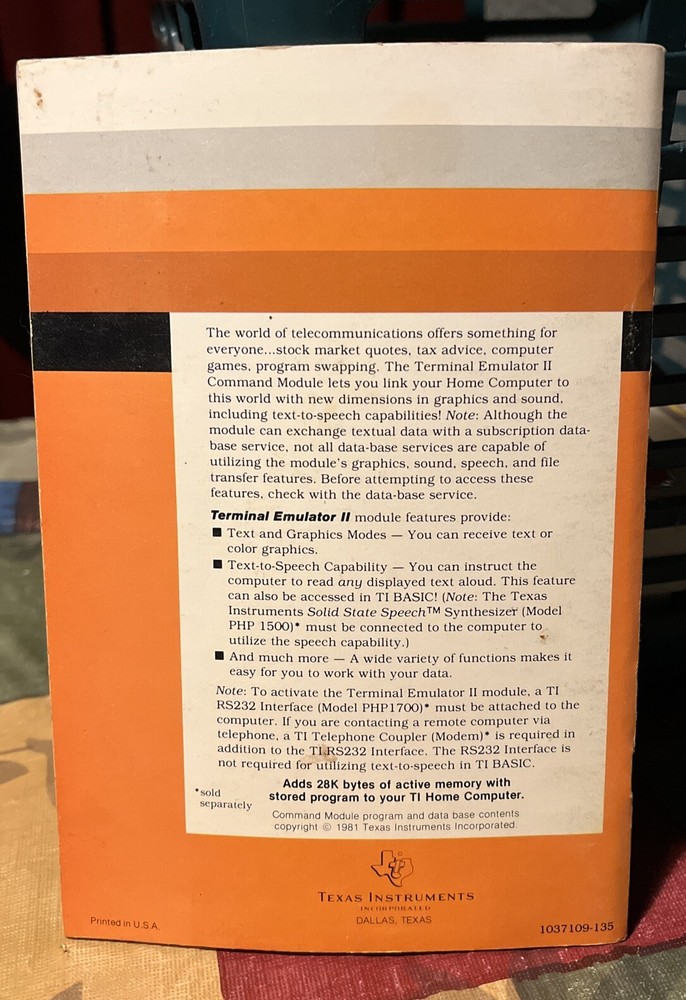 The world of telecommunications offers something for
everyone...stock market quotes, tax advice, computer
games, program swapping. The Terminal Emulator II
Command Module lets you link your Home Computer to
this world with new dimensions in graphics and sound,
including text-to-speech capabilities! Note: Although the
module can exchange textual data with a subscription data-
base service, not all data-base services are capable of
utilizing the module's graphics, sound, speech, and file
transfer features. Before attempting to access these
features, check with the data-base service.
Terminal Emulator II module features provide:
■ Text and Graphics Modes — You can receive text or
color graphics.
■ Text-to-Speech Capability — You can instruct the
computer to read any displayed text aloud. This feature
can also be accessed in TI BASIC! (Note: The Texas
Instruments Solid State Speech™ Synthesizer (Model
PHP 1500)* must be connected to the computer to
utilize the speech capability.)
■ And much more — A wide variety of functions makes it
easy for you to work with your data.
Note: To activate the Terminal Emulator II module, a TI
RS232 Interface (Model PHP1700)* must be attached to the
computer. If you are contacting a remote computer via
telephone, a TI Telephone Coupler (Modem)* is required in
addition to the TI RS232 Interface. The RS232 Interface is
not required for utilizing text-to-speech in TI BASIC.
*sold
separately
Adds 28K bytes of active memory with
stored program to your TI Home Computer.
Command Module program and data base contents
copyright © 1981 Texas Instruments Incorporated.
TEXAS INSTRUMENTS
INCORPORATED
DALLAS, TEXAS
Printed in U.S.A.
1037109-135